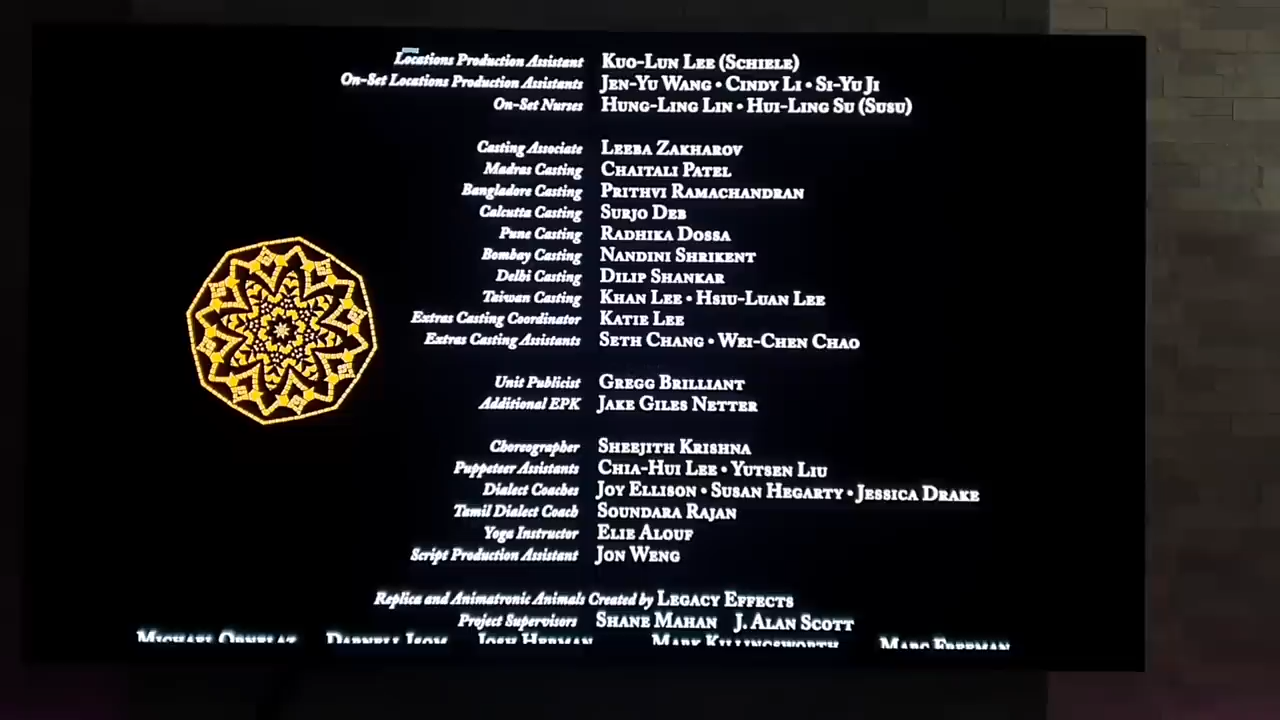 Locations Production Assistant KUO-LUN LEE (SCHIELE)
On-Set Locations Production Assistants JEN-YU WANG • CINDY LI • SI-YU JI
On-Set Nurses HUNG-LING LIN • HUI-LING SU (SUSU)
Casting Associate LEEBA ZAKHAROV
Madras Casting CHAITALI PATEL
Bangladore Casting PRITHVI RAMACHANDRAN
Calcutta Casting SURJO DEB
Pune Casting RADHIKA DOSSA
Bombay Casting NANDINI SHRIKENT
Delhi Casting DILIP SHANKAR
Taiwan Casting KHAN LEE • HSIU-LUAN LEE
Extras Casting Coordinator KATIE LEE
Extras Casting Assistants SETH CHANG • WEI-CHEN CHAO
Unit Publicist GREGG BRILLIANT
Additional EPK JAKE GILES NETTER
Choreographer SHEEJITH KRISHNA
Puppeteer Assistants CHIA-HUI LEE • YUTSEN LIU
Dialect Coaches JOY ELLISON • SUSAN HEGARTY • JESSICA DRAKE
Tamil Dialect Coach SOUNDARA RAJAN
Yoga Instructor ELIE ALOUF
Script Production Assistant JON WENG
Replica and Animatronic Animals Created by LEGACY EFFECTS
Project Supervisors SHANE MAHAN J. ALAN SCOTT
MICHAEL JOSH HERMAN MARK KILLINGSWORTH MARC FREEMAN